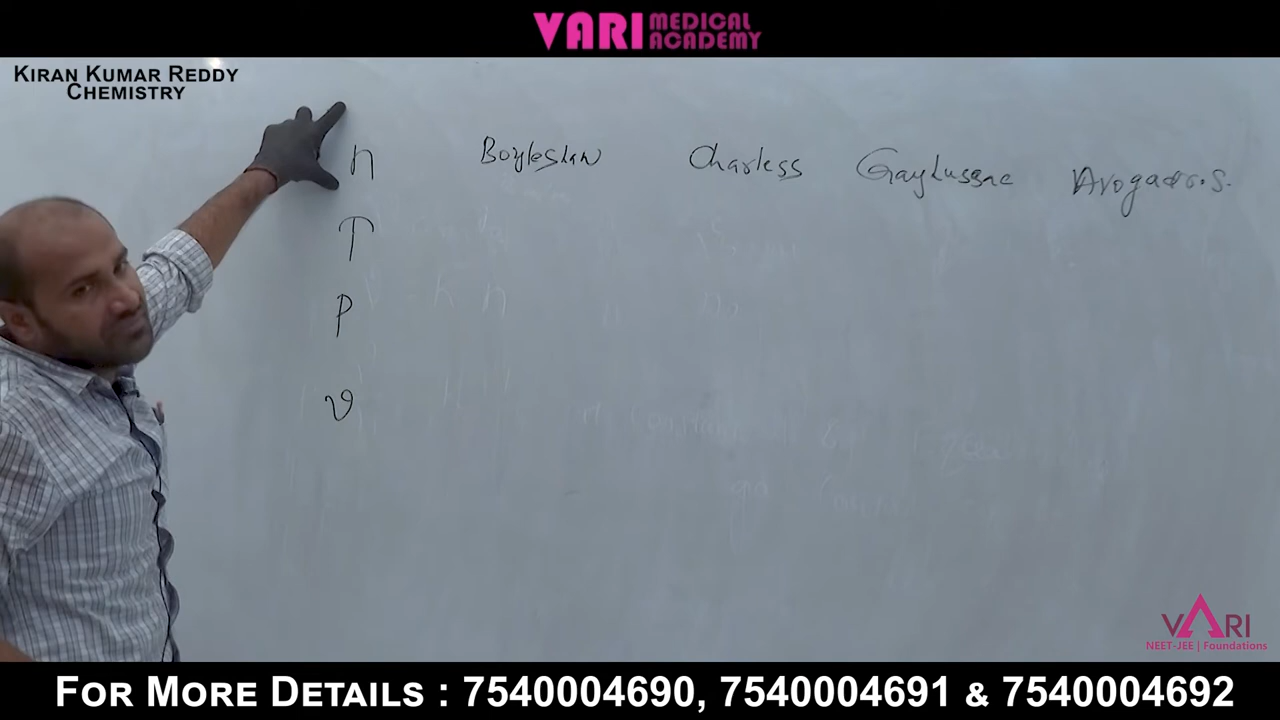 VARI MEDICAL ACADEMY
KIRAN KUMAR REDDY
CHEMISTRY
n Boyleslaw Charless Gaylussac Avogadro.s.
T
P
V
VARI
NEET-JEE | Foundations
FOR MORE DETAILS : 7540004690, 7540004691 & 7540004692